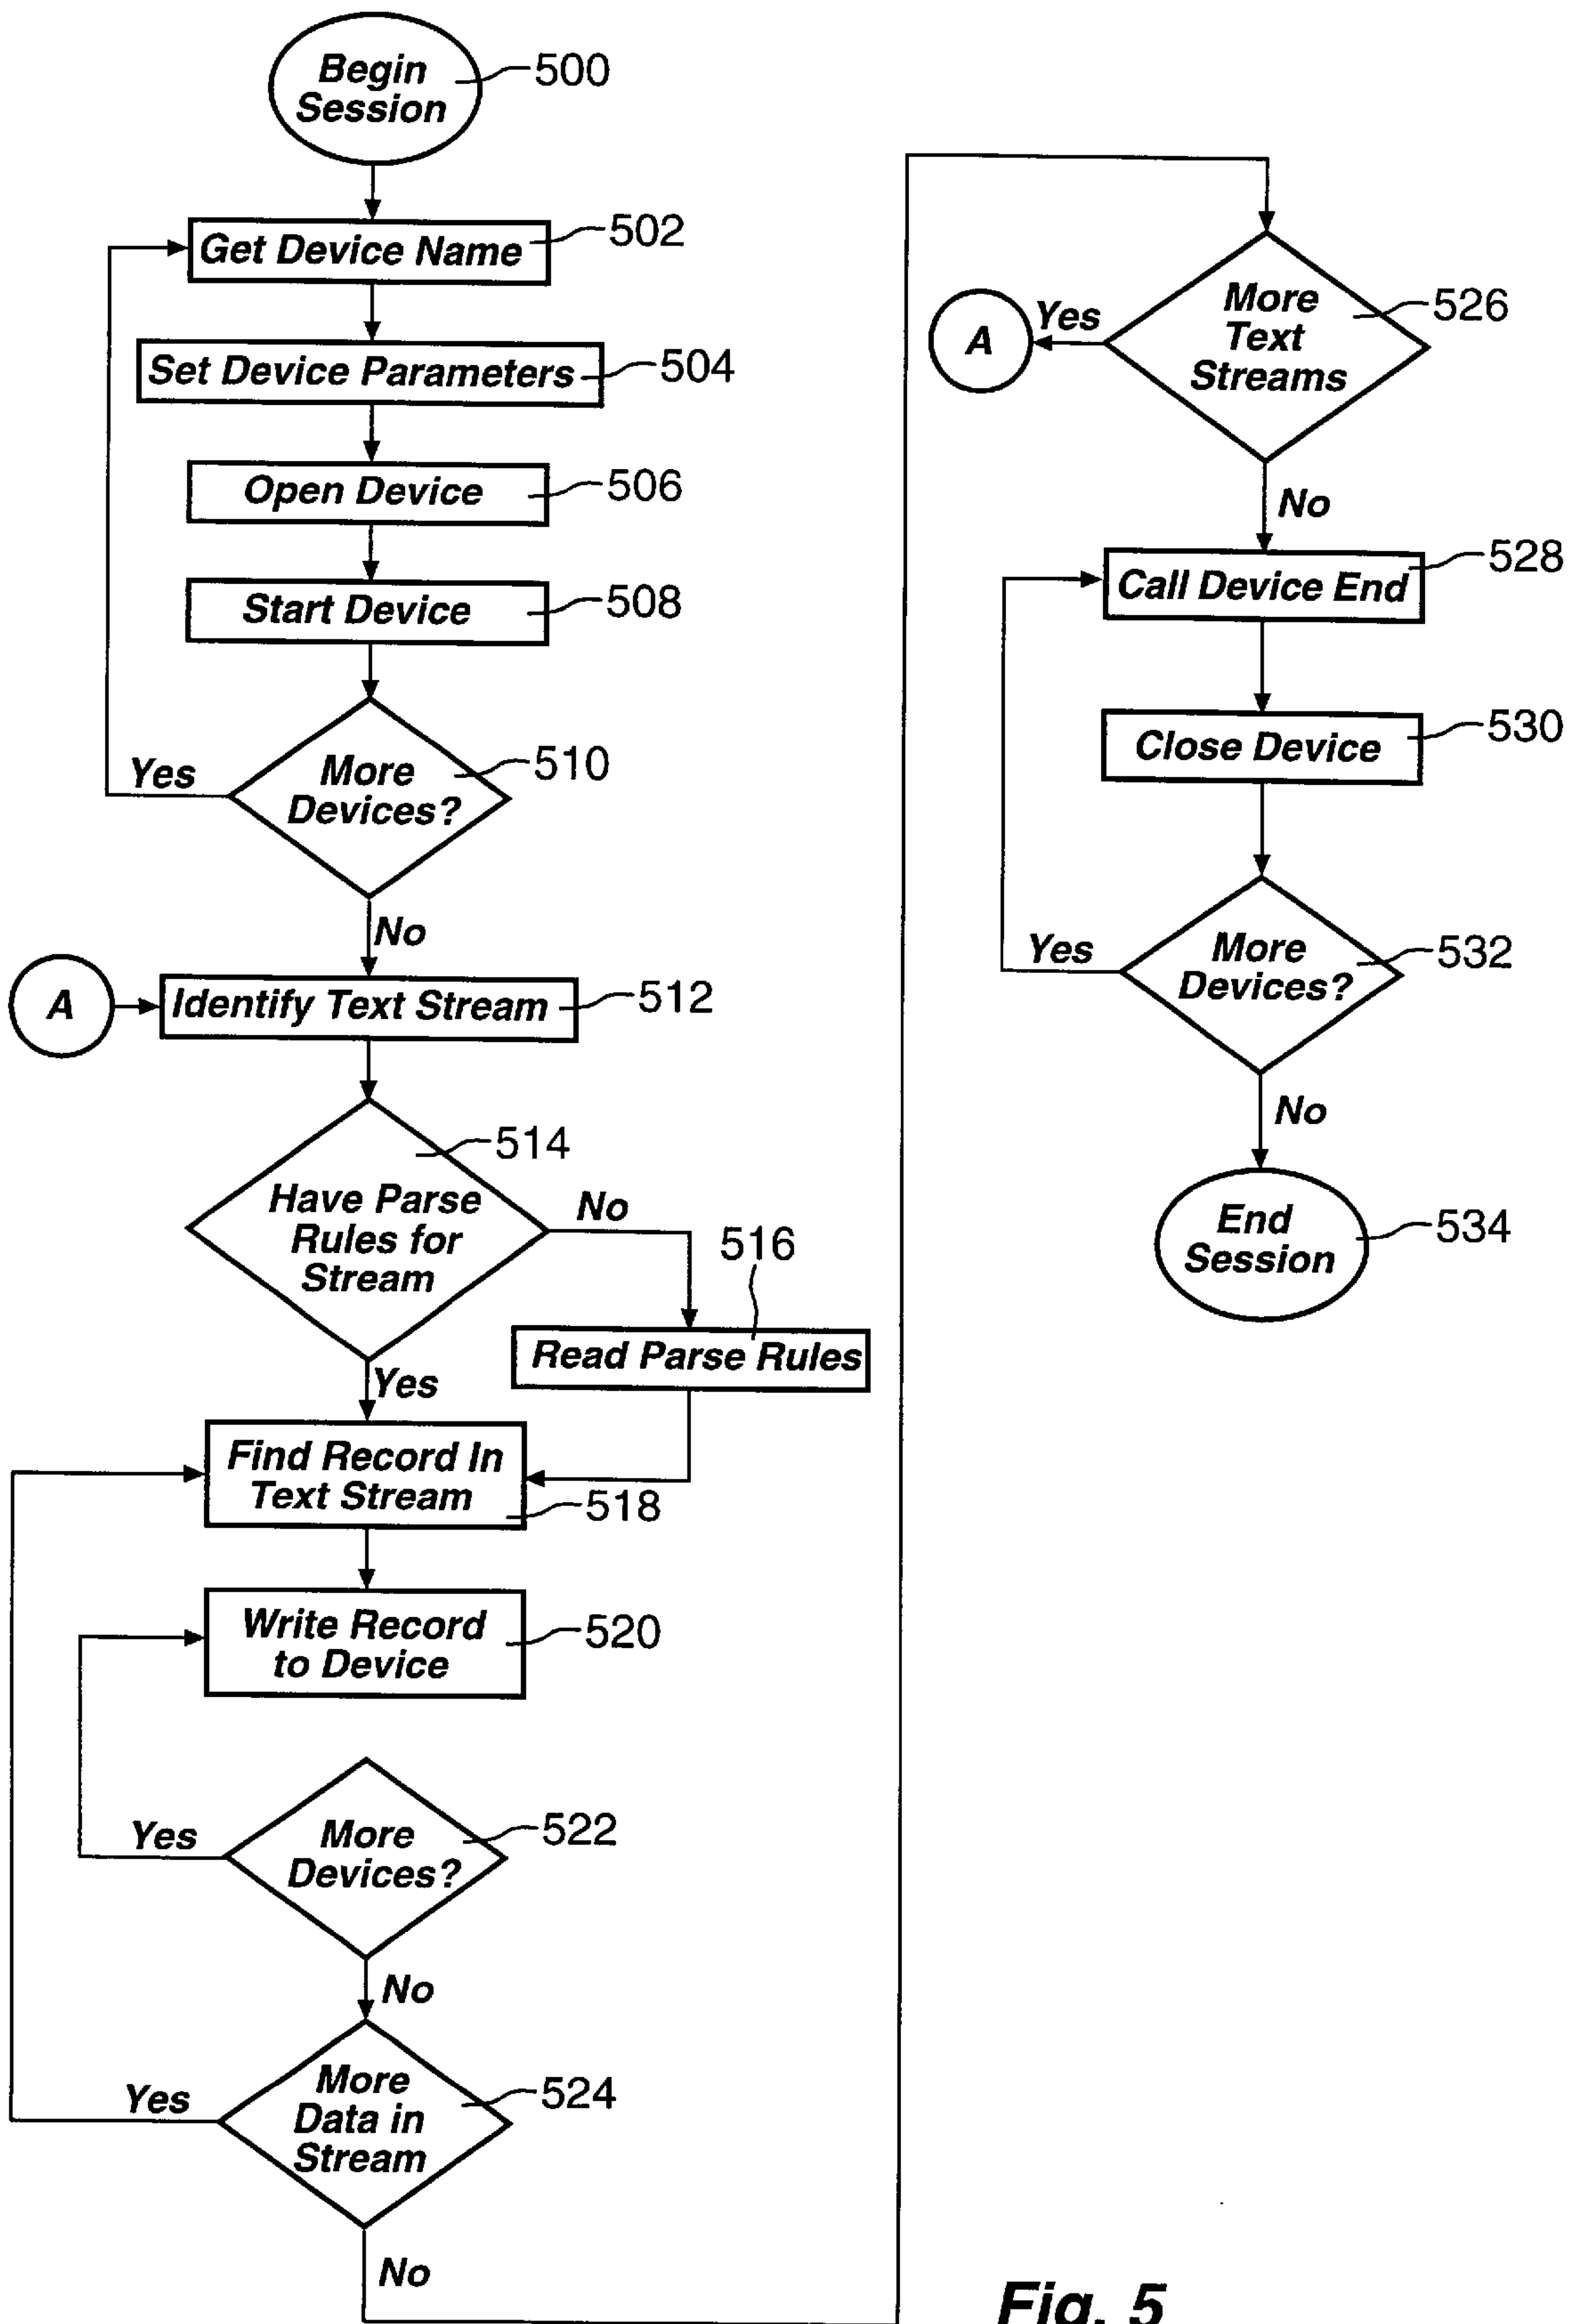 Begin
Session
500
Get Device Name
502
Set Device Parameters
504
Open Device
506
Start Device
508
More
Devices?
510
Yes
No
A
Identify Text Stream
512
Have Parse
Rules for
Stream
514
No
516
Read Parse Rules
Yes
Find Record In
Text Stream
518
Write Record
to Device
520
More
Devices?
522
Yes
No
More
Data in
Stream
524
Yes
No
More
Text
Streams
526
Yes
A
No
Call Device End
528
Close Device
530
More
Devices?
532
Yes
No
End
Session
534
Fig. 5